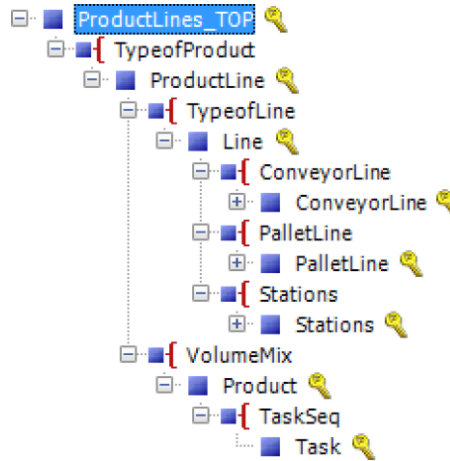 ProductLines_TOP
TypeofProduct
ProductLine
TypeofLine
Line
ConveyorLine
ConveyorLine
PalletLine
PalletLine
Stations
Stations
VolumeMix
Product
TaskSeq
Task